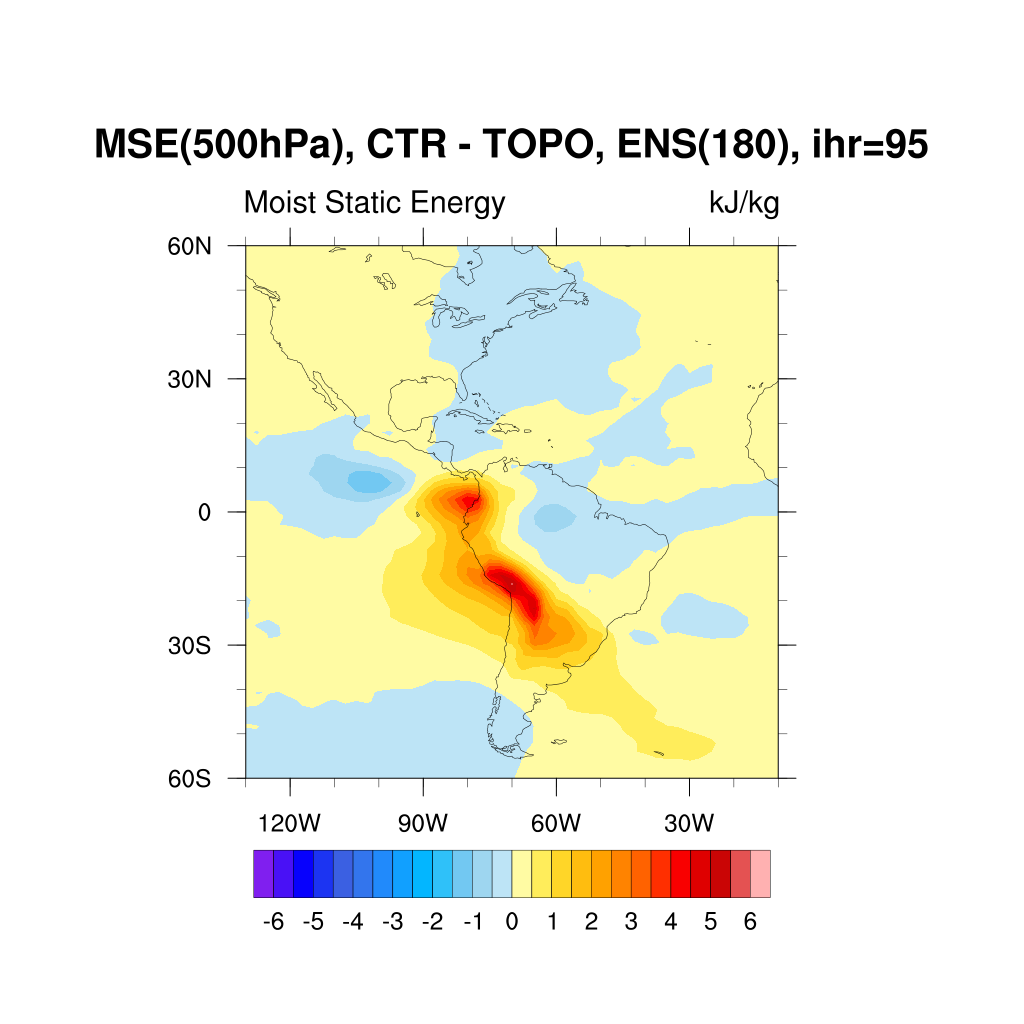 MSE(500hPa), CTR - TOPO, ENS(180), ihr=95
Moist Static Energy kJ/kg
60N
30N
0
30S
60S
120W 90W 60W 30W
-6 -5 -4 -3 -2 -1 0 1 2 3 4 5 6